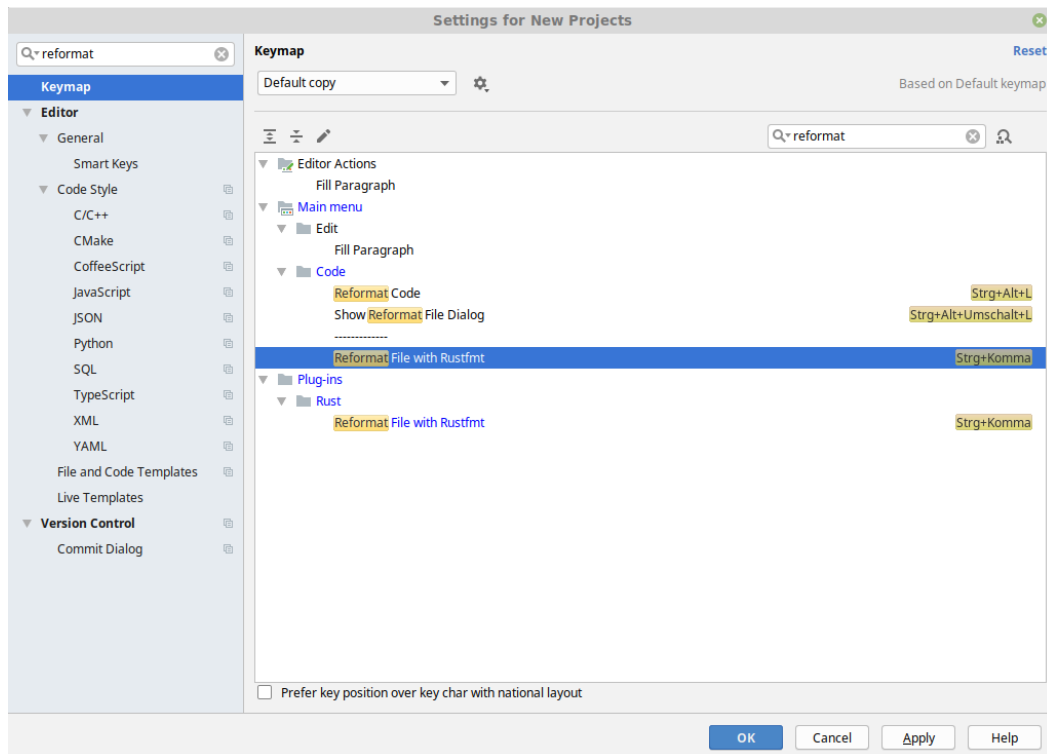 Settings for New Projects
reformat
Keymap
Editor
General
Smart Keys
Code Style
C/C++
CMake
CoffeeScript
JavaScript
JSON
Python
SQL
TypeScript
XML
YAML
File and Code Templates
Live Templates
Version Control
Commit Dialog
Keymap
Reset
Default copy
Based on Default keymap
reformat
Editor Actions
Fill Paragraph
Main menu
Edit
Fill Paragraph
Code
Reformat Code Strg+Alt+L
Show Reformat File Dialog Strg+Alt+Umschalt+L
-------------
Reformat File with Rustfmt Strg+Komma
Plug-ins
Rust
Reformat File with Rustfmt Strg+Komma
Prefer key position over key char with national layout
OK Cancel Apply Help